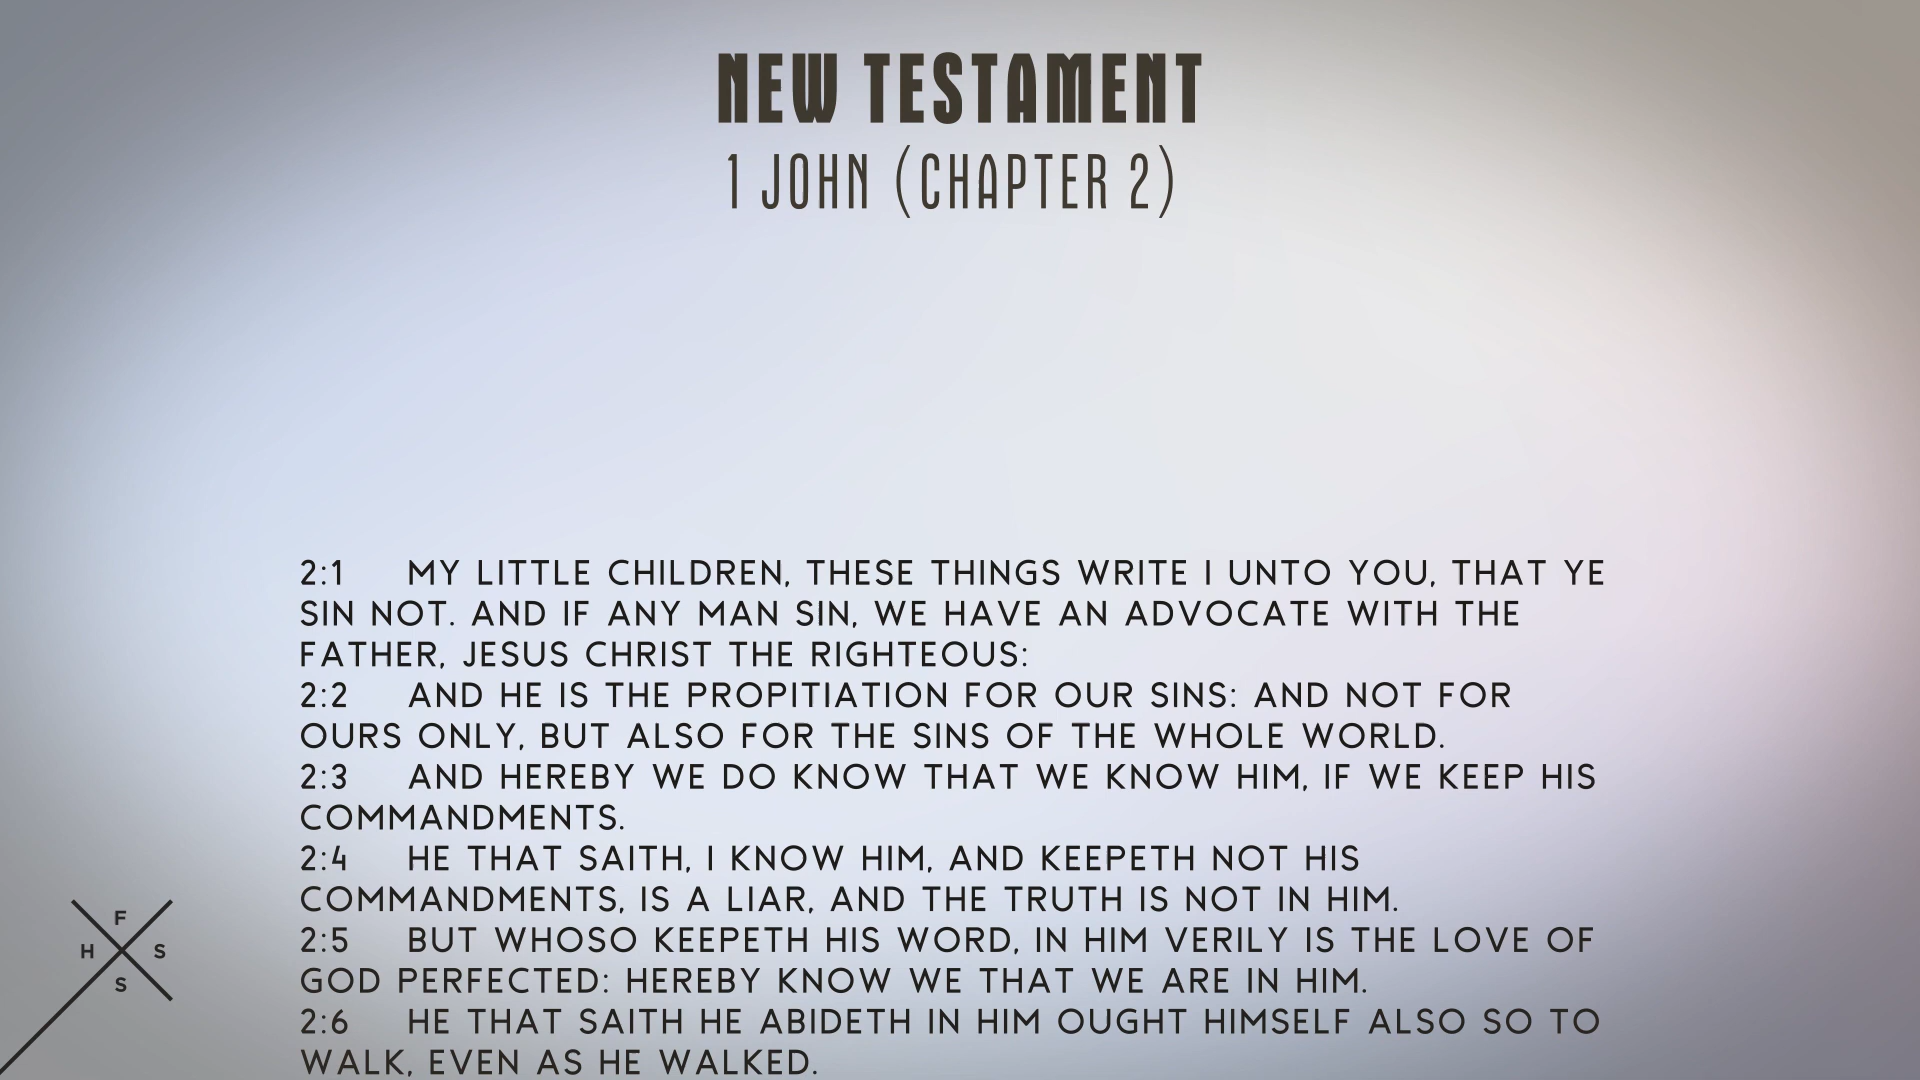 NEW TESTAMENT
1 JOHN (CHAPTER 2)
2:1 MY LITTLE CHILDREN, THESE THINGS WRITE I UNTO YOU, THAT YE
SIN NOT. AND IF ANY MAN SIN, WE HAVE AN ADVOCATE WITH THE
FATHER, JESUS CHRIST THE RIGHTEOUS:
2:2 AND HE IS THE PROPITIATION FOR OUR SINS: AND NOT FOR
OURS ONLY, BUT ALSO FOR THE SINS OF THE WHOLE WORLD.
2:3 AND HEREBY WE DO KNOW THAT WE KNOW HIM, IF WE KEEP HIS
COMMANDMENTS.
2:4 HE THAT SAITH, I KNOW HIM, AND KEEPETH NOT HIS
COMMANDMENTS, IS A LIAR, AND THE TRUTH IS NOT IN HIM.
2:5 BUT WHOSO KEEPETH HIS WORD, IN HIM VERILY IS THE LOVE OF
GOD PERFECTED: HEREBY KNOW WE THAT WE ARE IN HIM.
2:6 HE THAT SAITH HE ABIDETH IN HIM OUGHT HIMSELF ALSO SO TO
WALK, EVEN AS HE WALKED.
F
H S
S